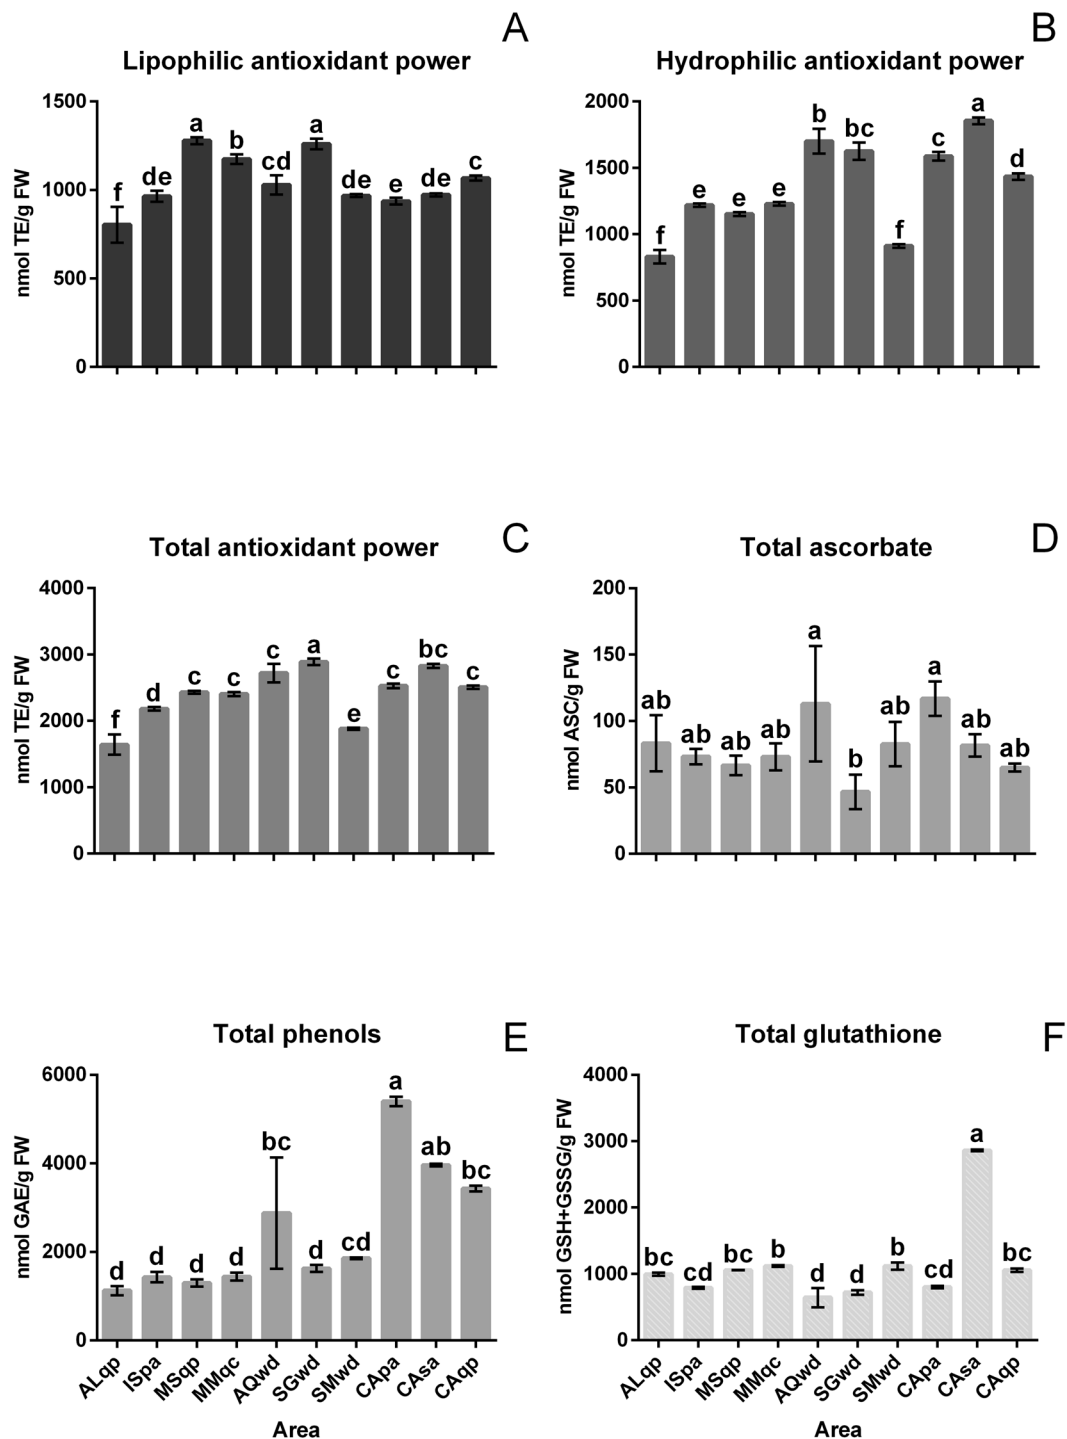 A
Lipophilic antioxidant power
nmol TE/g FW
1500
1000
500
0
f de a b cd a de e de c
B
Hydrophilic antioxidant power
nmol TE/g FW
2000
1500
1000
500
0
f e e e b bc f c a d
C
Total antioxidant power
nmol TE/g FW
4000
3000
2000
1000
0
f d c c c a e c bc c
D
Total ascorbate
nmol ASC/g FW
200
150
100
50
0
ab ab ab ab a b ab a ab ab
E
Total phenols
nmol GAE/g FW
6000
4000
2000
0
d d d d bc d cd a ab bc
ALqp ISpa MSqp MMqc AQwd SGwd SMwd CApa CAsa CAqp
Area
F
Total glutathione
nmol GSH+GSSG/g FW
4000
3000
2000
1000
0
bc cd bc b d d b cd a bc
ALqp ISpa MSqp MMqc AQwd SGwd SMwd CApa CAsa CAqp
Area